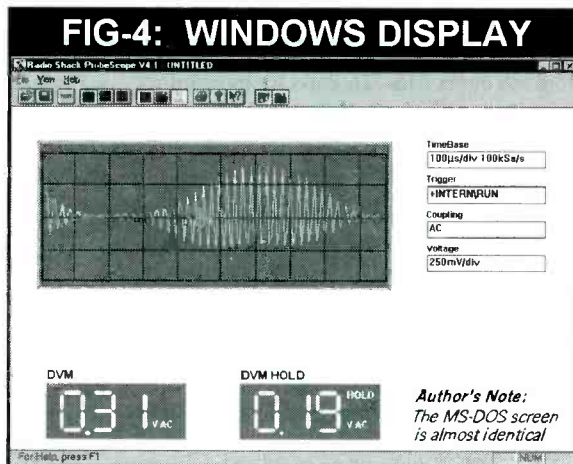 FIG-4: WINDOWS DISPLAY
Radio Shack ProbeScope V4.1 - UNTITLED
File View Help
TimeBase
100µs/div 100kSa/s
Trigger
+INTERN\RUN
Coupling
AC
Voltage
250mV/div
DVM
0.31 VAC
DVM HOLD
0.19 HOLD VAC
Author's Note:
The MS-DOS screen
is almost identical
For Help, press F1
NUM